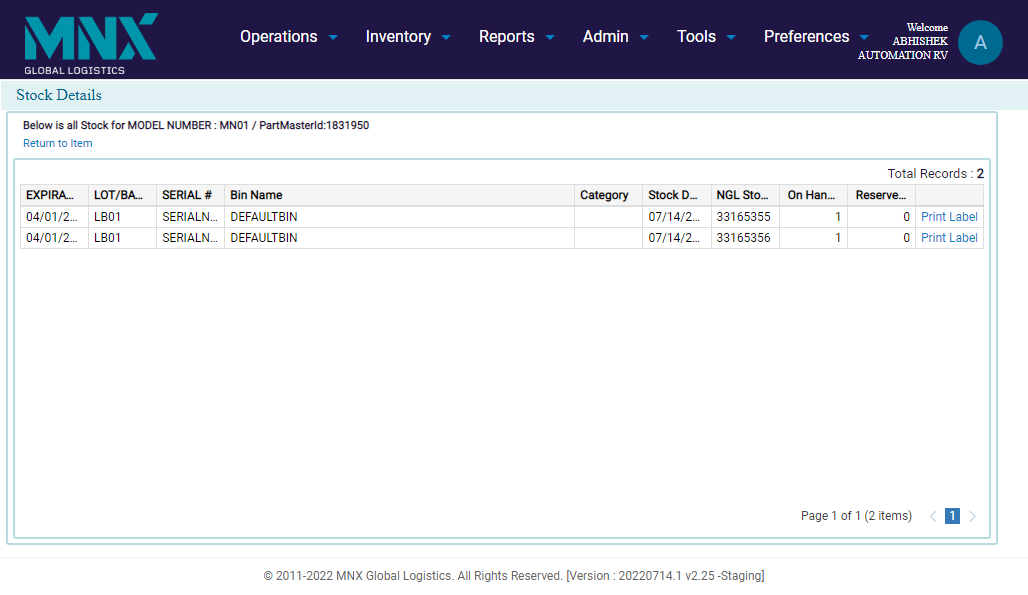 MNX
GLOBAL LOGISTICS
Operations Inventory Reports Admin Tools Preferences
Welcome
ABHISHEK
AUTOMATION RV
A
Stock Details
Below is all Stock for MODEL NUMBER : MN01 / PartMasterId:1831950
Return to Item
Total Records : 2
EXPIRA... LOT/BA... SERIAL # Bin Name Category Stock D... NGL Sto... On Han... Reserve...
04/01/2... LB01 SERIALN... DEFAULTBIN 07/14/2... 33165355 1 0 Print Label
04/01/2... LB01 SERIALN... DEFAULTBIN 07/14/2... 33165356 1 0 Print Label
Page 1 of 1 (2 items) 1
© 2011-2022 MNX Global Logistics. All Rights Reserved. [Version : 20220714.1 v2.25 -Staging]